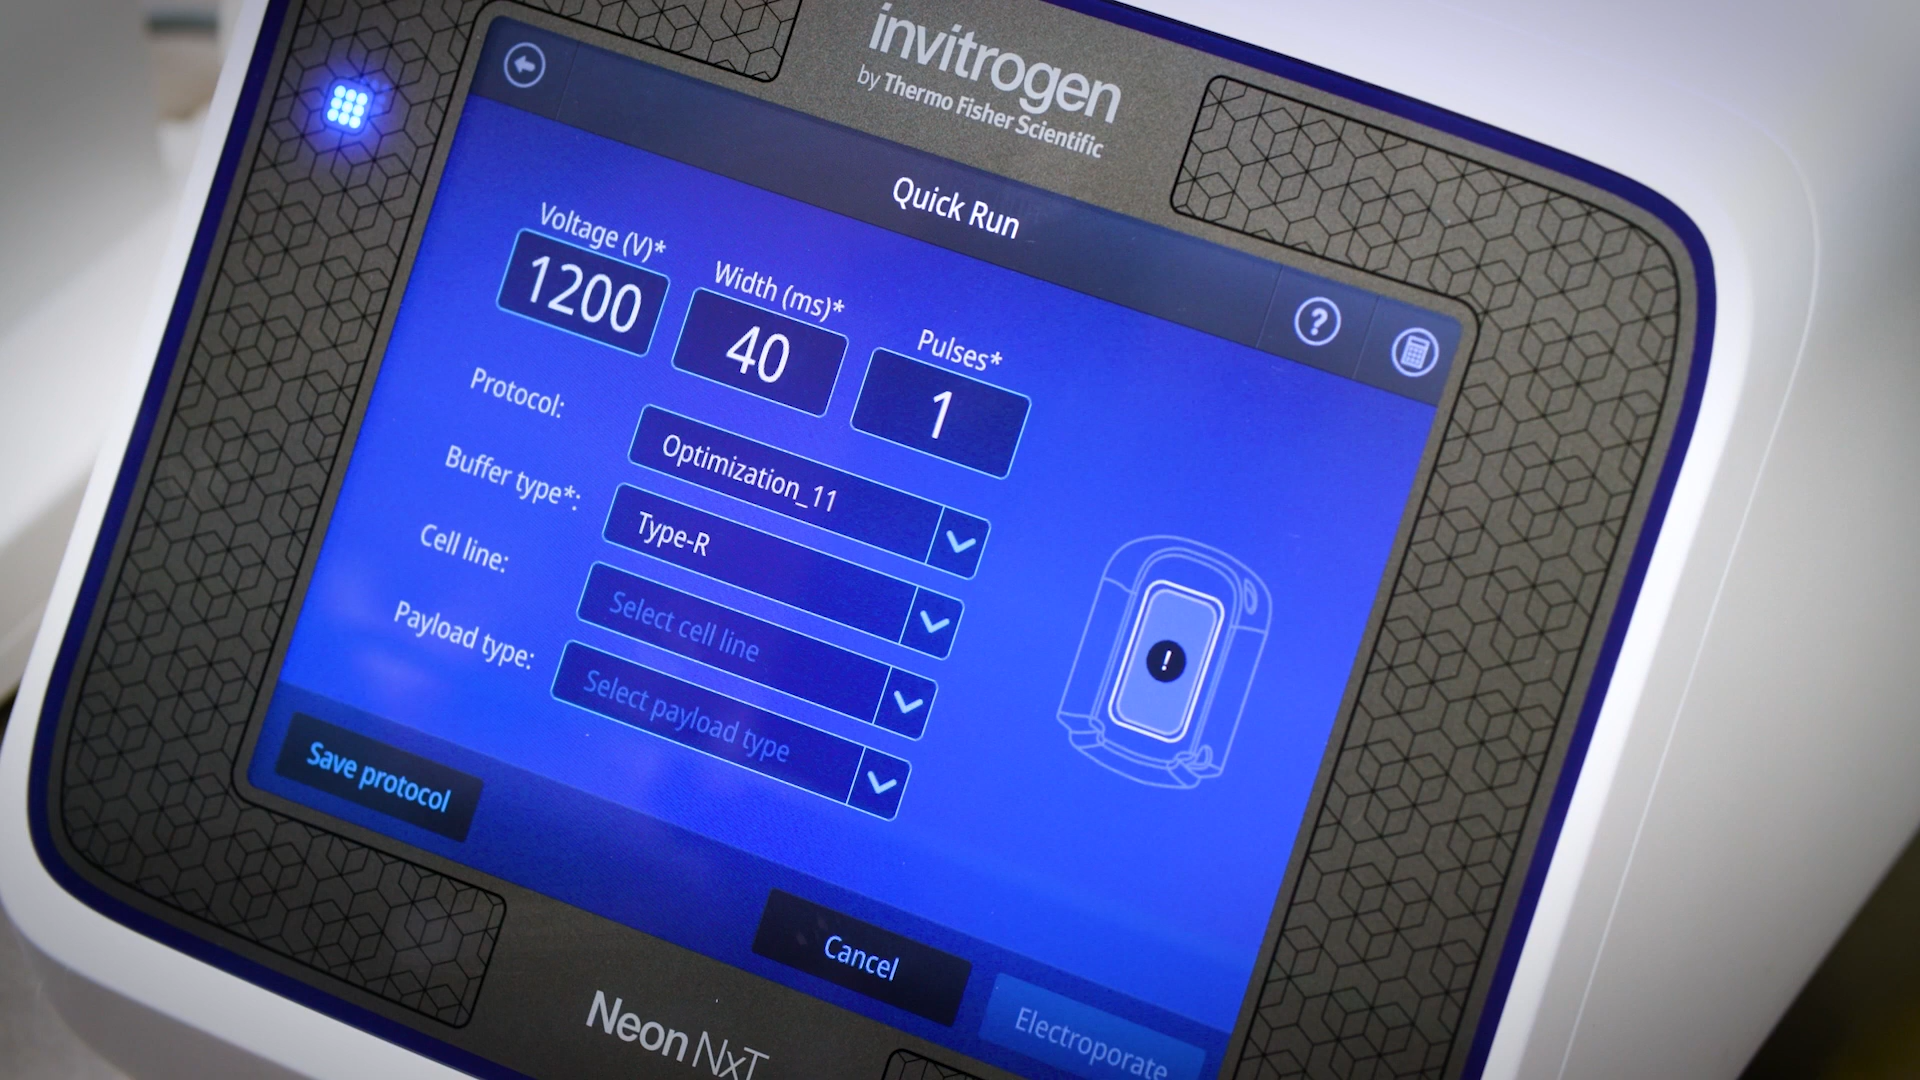 invitrogen
by Thermo Fisher Scientific
Quick Run
?
Voltage (V)*
Width (ms)*
Pulses*
1200
40
1
Protocol:
Optimization_11
Buffer type*:
Type-R
Cell line:
Select cell line
Payload type:
Select payload type
!
Save protocol
Cancel
Electroporate
Neon NxT